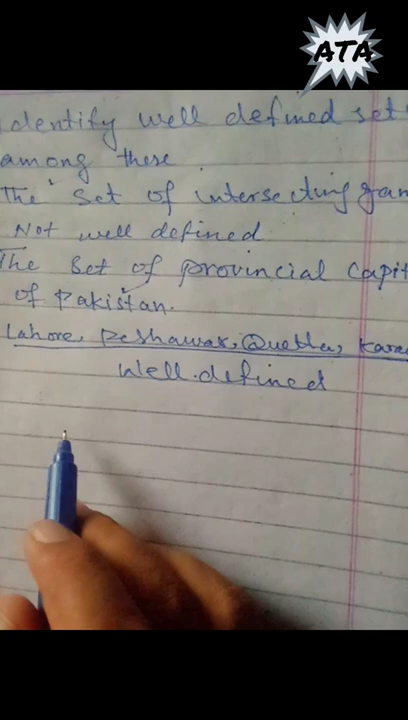 ATA
identify well defined set
among these
The set of intersecting gam
Not well defined
The Set of provincial Capit
of Pakistan.
Lahore, Peshawar, Quetta, Kara
Well.defined